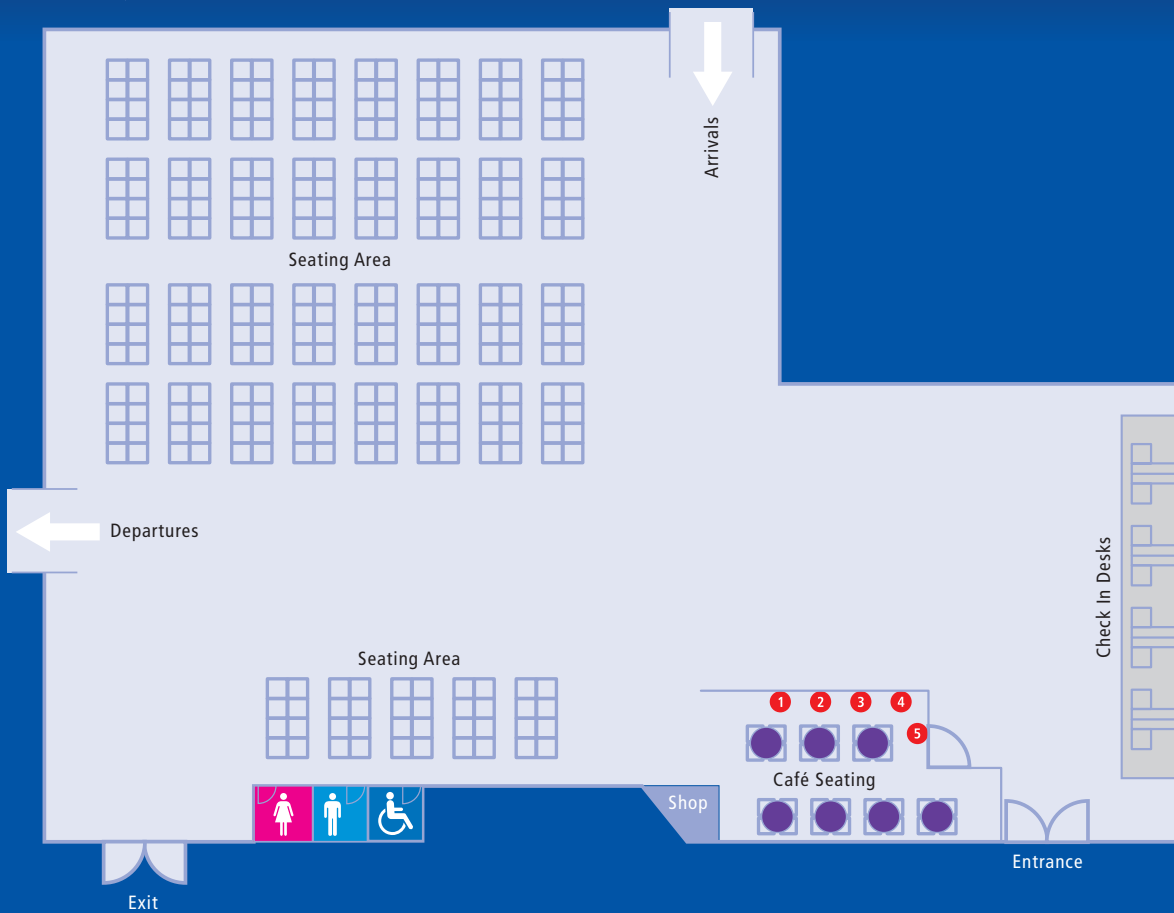 Arrivals
Seating Area
Departures
Check In Desks
Seating Area
1 2 3 4
5
Café Seating
Shop
Entrance
Exit